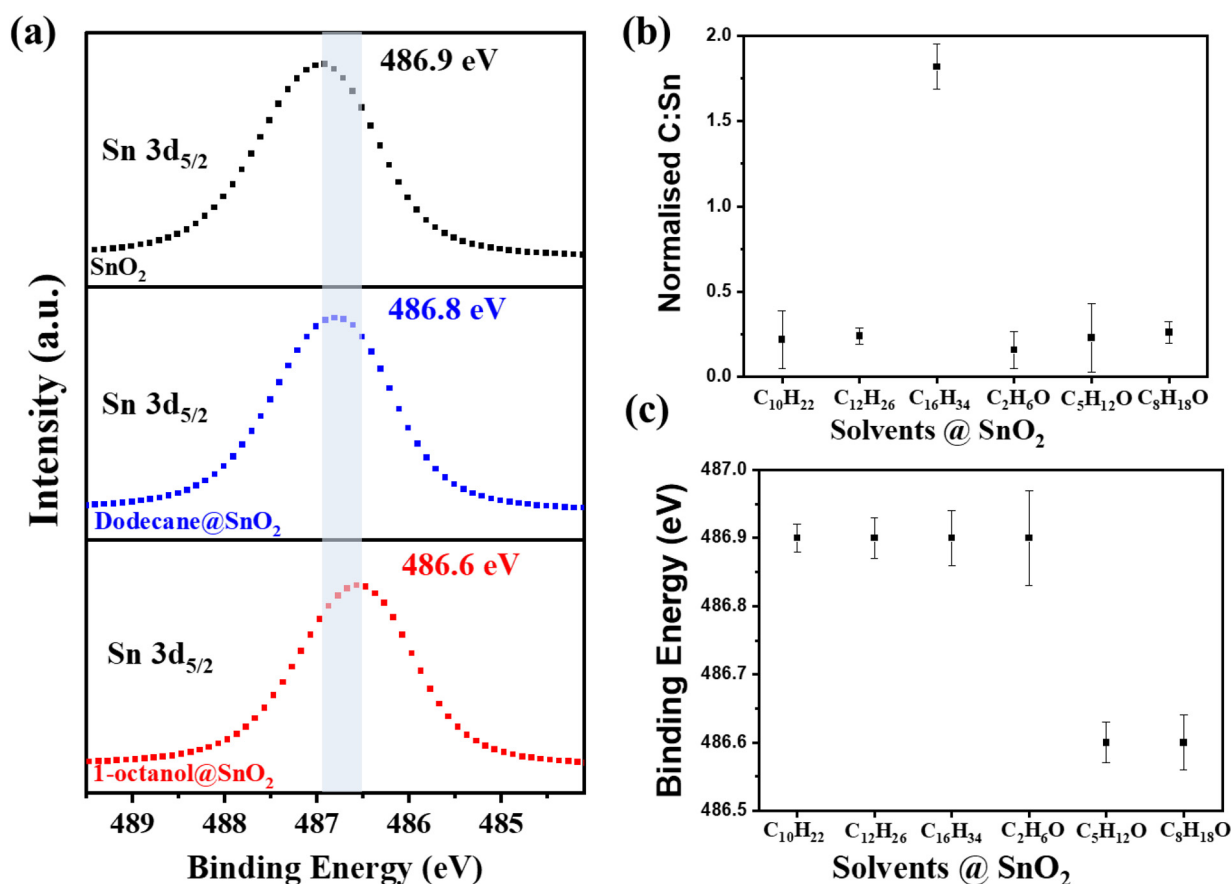 (a)
486.9 eV
Sn 3d5/2
SnO2
486.8 eV
Sn 3d5/2
Dodecane@SnO2
486.6 eV
Sn 3d5/2
1-octanol@SnO2
Intensity (a.u.)
489 488 487 486 485
Binding Energy (eV)
(b)
2.0
1.5
1.0
0.5
0.0
Normalised C:Sn
C10H22 C12H26 C16H34 C2H6O C5H12O C8H18O
Solvents @ SnO2
(c)
487.0
486.9
486.8
486.7
486.6
486.5
Binding Energy (eV)
C10H22 C12H26 C16H34 C2H6O C5H12O C8H18O
Solvents @ SnO2